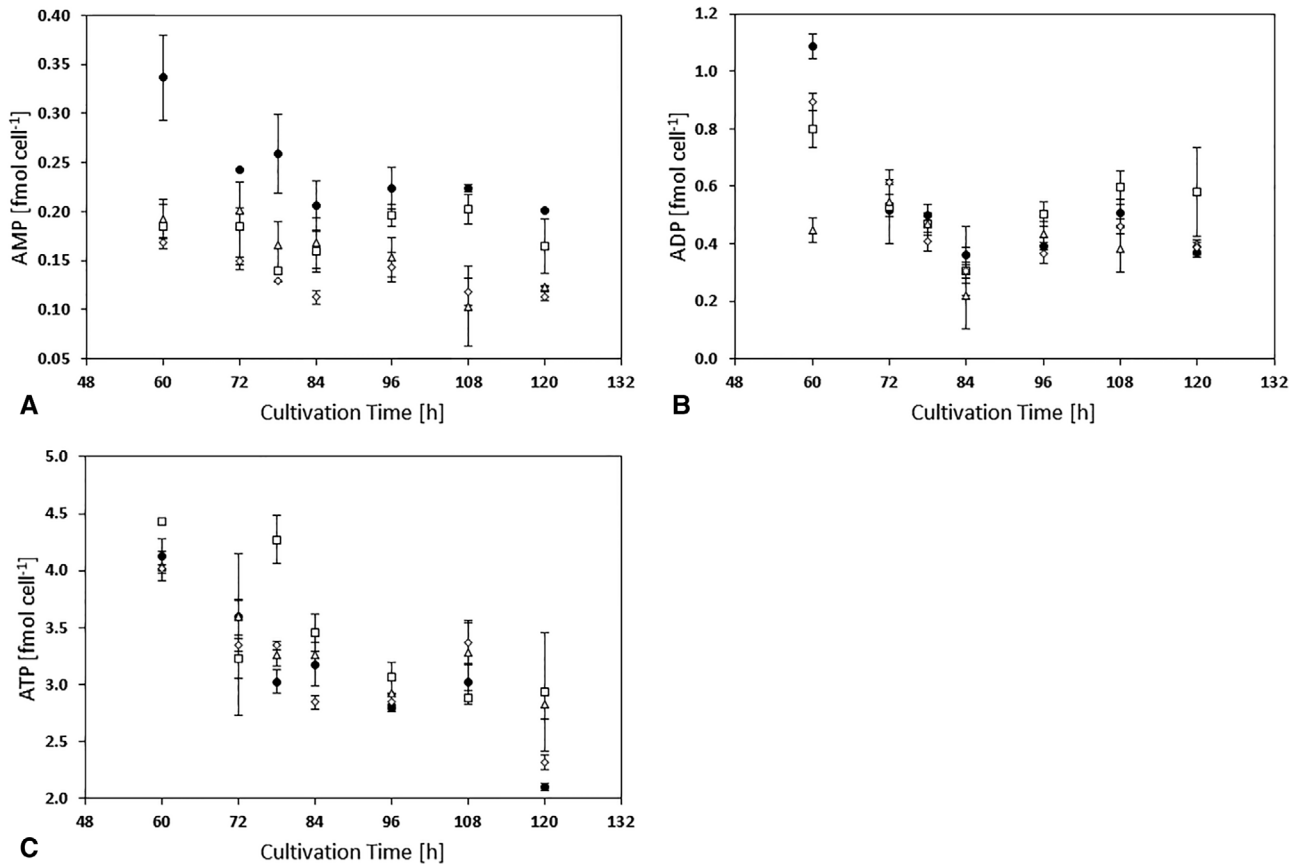 0.40
0.35
0.30
0.25
0.20
0.15
0.10
0.05
AMP [fmol cell-1]
48 60 72 84 96 108 120 132
Cultivation Time [h]
A
1.2
1.0
0.8
0.6
0.4
0.2
0.0
ADP [fmol cell-1]
48 60 72 84 96 108 120 132
Cultivation Time [h]
B
5.0
4.5
4.0
3.5
3.0
2.5
2.0
ATP [fmol cell-1]
48 60 72 84 96 108 120 132
Cultivation Time [h]
C